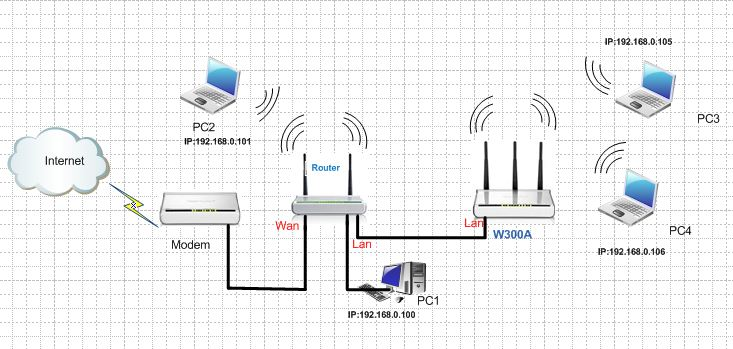 IP:192.168.0.105
PC3
PC2
IP:192.168.0.101
Internet
Router
Modem
Wan
Lan
Lan
W300A
PC4
IP:192.168.0.106
PC1
IP:192.168.0.100